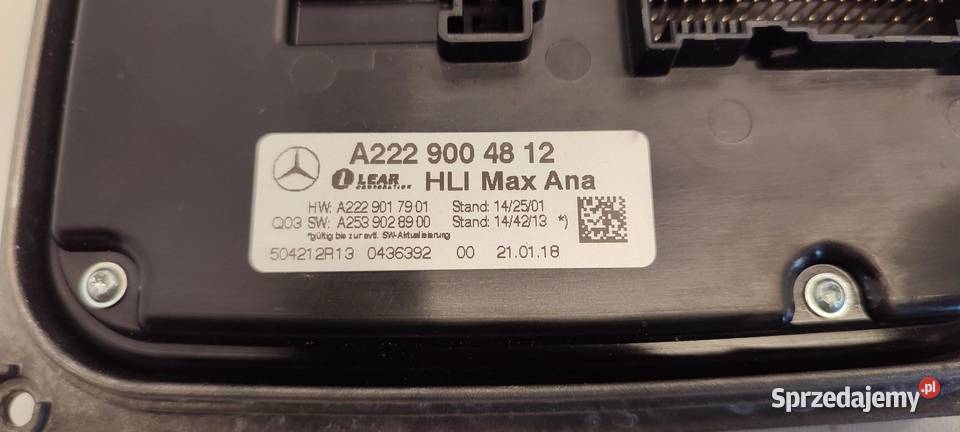 A222 900 48 12
LEAR CORPORATION HLI Max Ana
HW: A222 901 79 01 Stand: 14/25/01
Q03 SW: A253 902 89 00 Stand: 14/42/13 *)
*gültig bis zur evtl. SW-Aktualisierung
504212R13 0436392 00 21.01.18
Sprzedajemy.pl